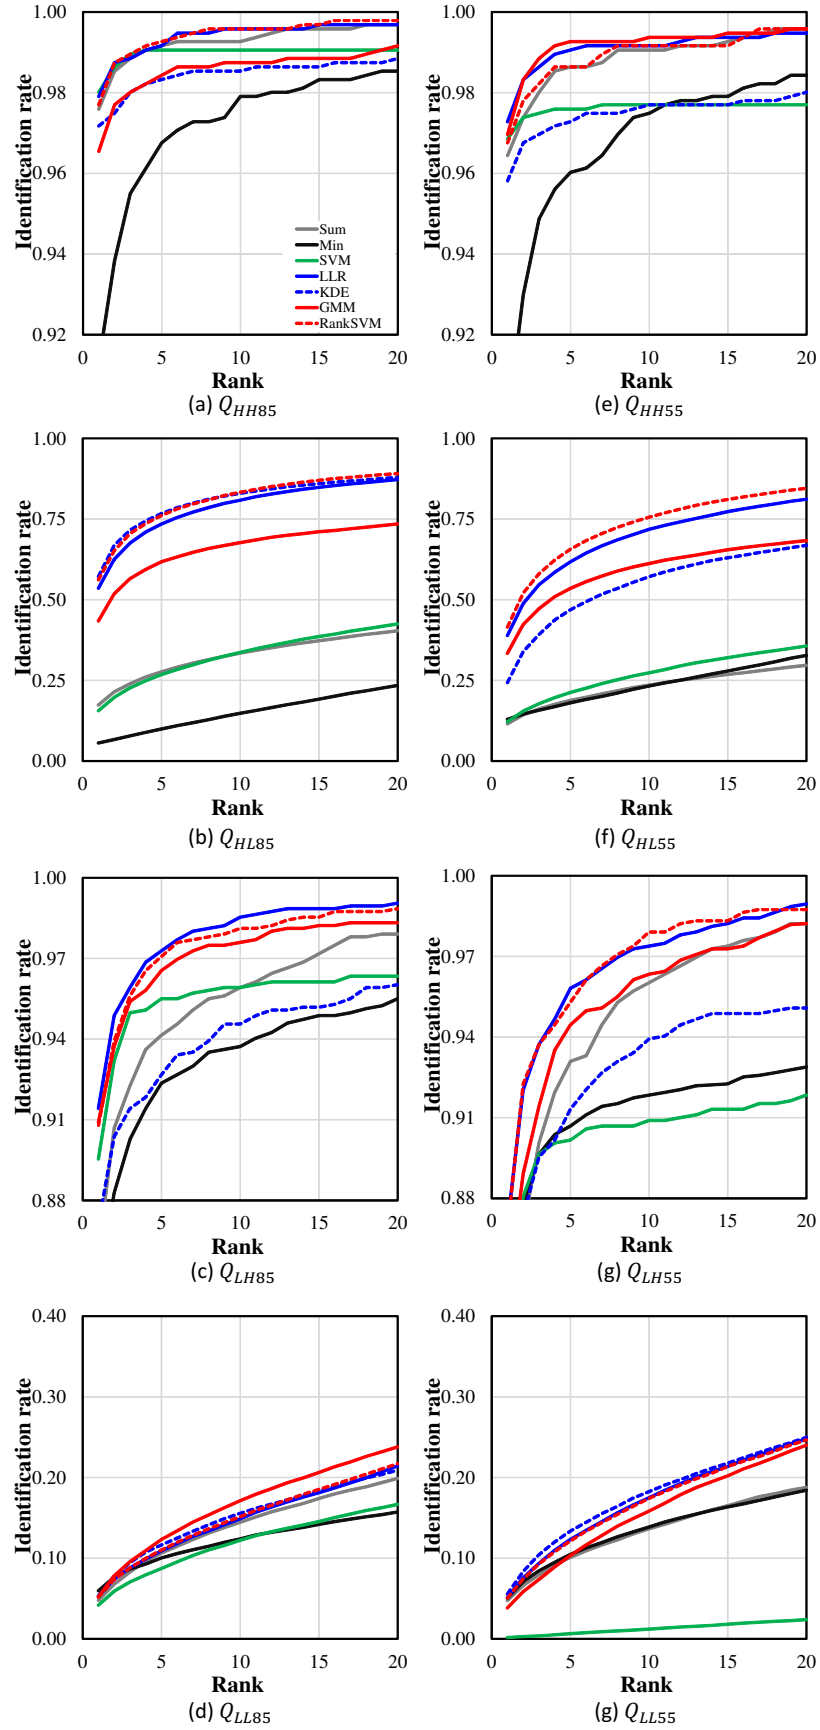 1.00
0.98
0.96
0.94
0.92
Identification rate
Sum
Min
SVM
LLR
KDE
GMM
RankSVM
0 5 10 15 20
Rank
(a) Q_HH85
1.00
0.98
0.96
0.94
0.92
Identification rate
0 5 10 15 20
Rank
(e) Q_HH55
1.00
0.75
0.50
0.25
0.00
Identification rate
0 5 10 15 20
Rank
(b) Q_HL85
1.00
0.75
0.50
0.25
0.00
Identification rate
0 5 10 15 20
Rank
(f) Q_HL55
1.00
0.97
0.94
0.91
0.88
Identification rate
0 5 10 15 20
Rank
(c) Q_LH85
1.00
0.97
0.94
0.91
0.88
Identification rate
0 5 10 15 20
Rank
(g) Q_LH55
0.40
0.30
0.20
0.10
0.00
Identification rate
0 5 10 15 20
Rank
(d) Q_LL85
0.40
0.30
0.20
0.10
0.00
Identification rate
0 5 10 15 20
Rank
(g) Q_LL55